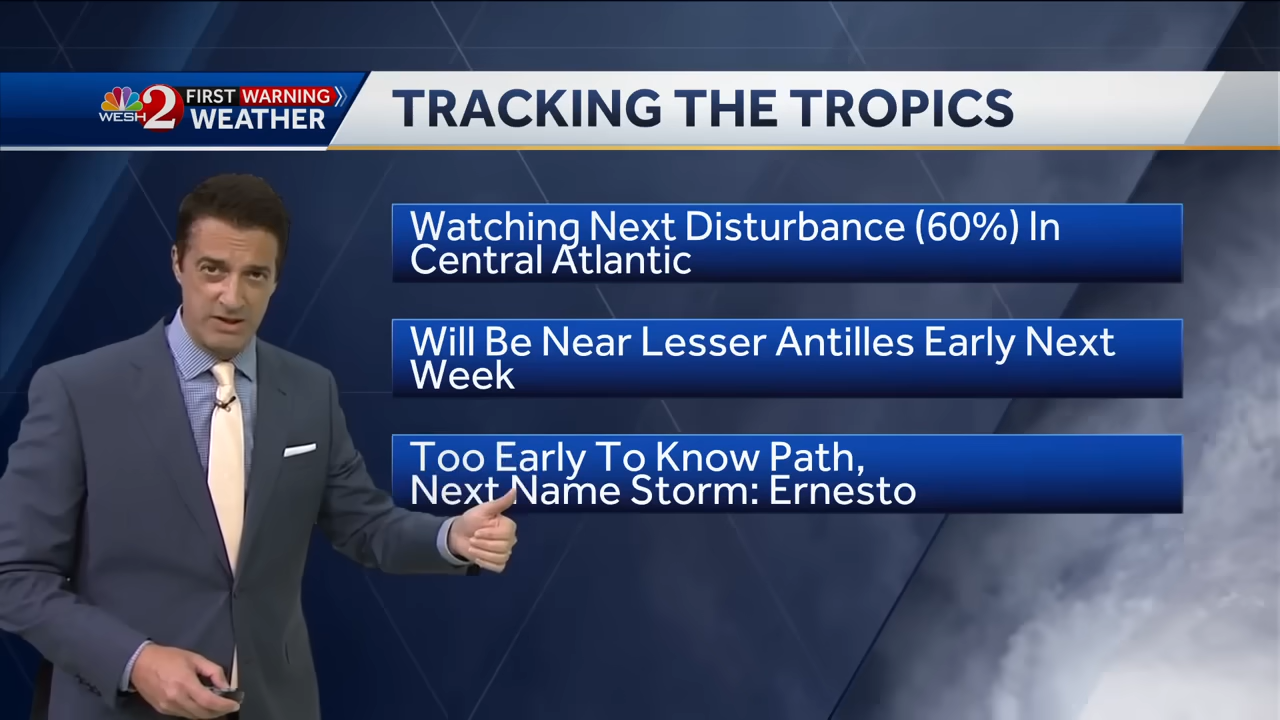 WESH 2 FIRST WARNING
WEATHER
TRACKING THE TROPICS
Watching Next Disturbance (60%) In
Central Atlantic
Will Be Near Lesser Antilles Early Next
Week
Too Early To Know Path,
Next Name Storm: Ernesto